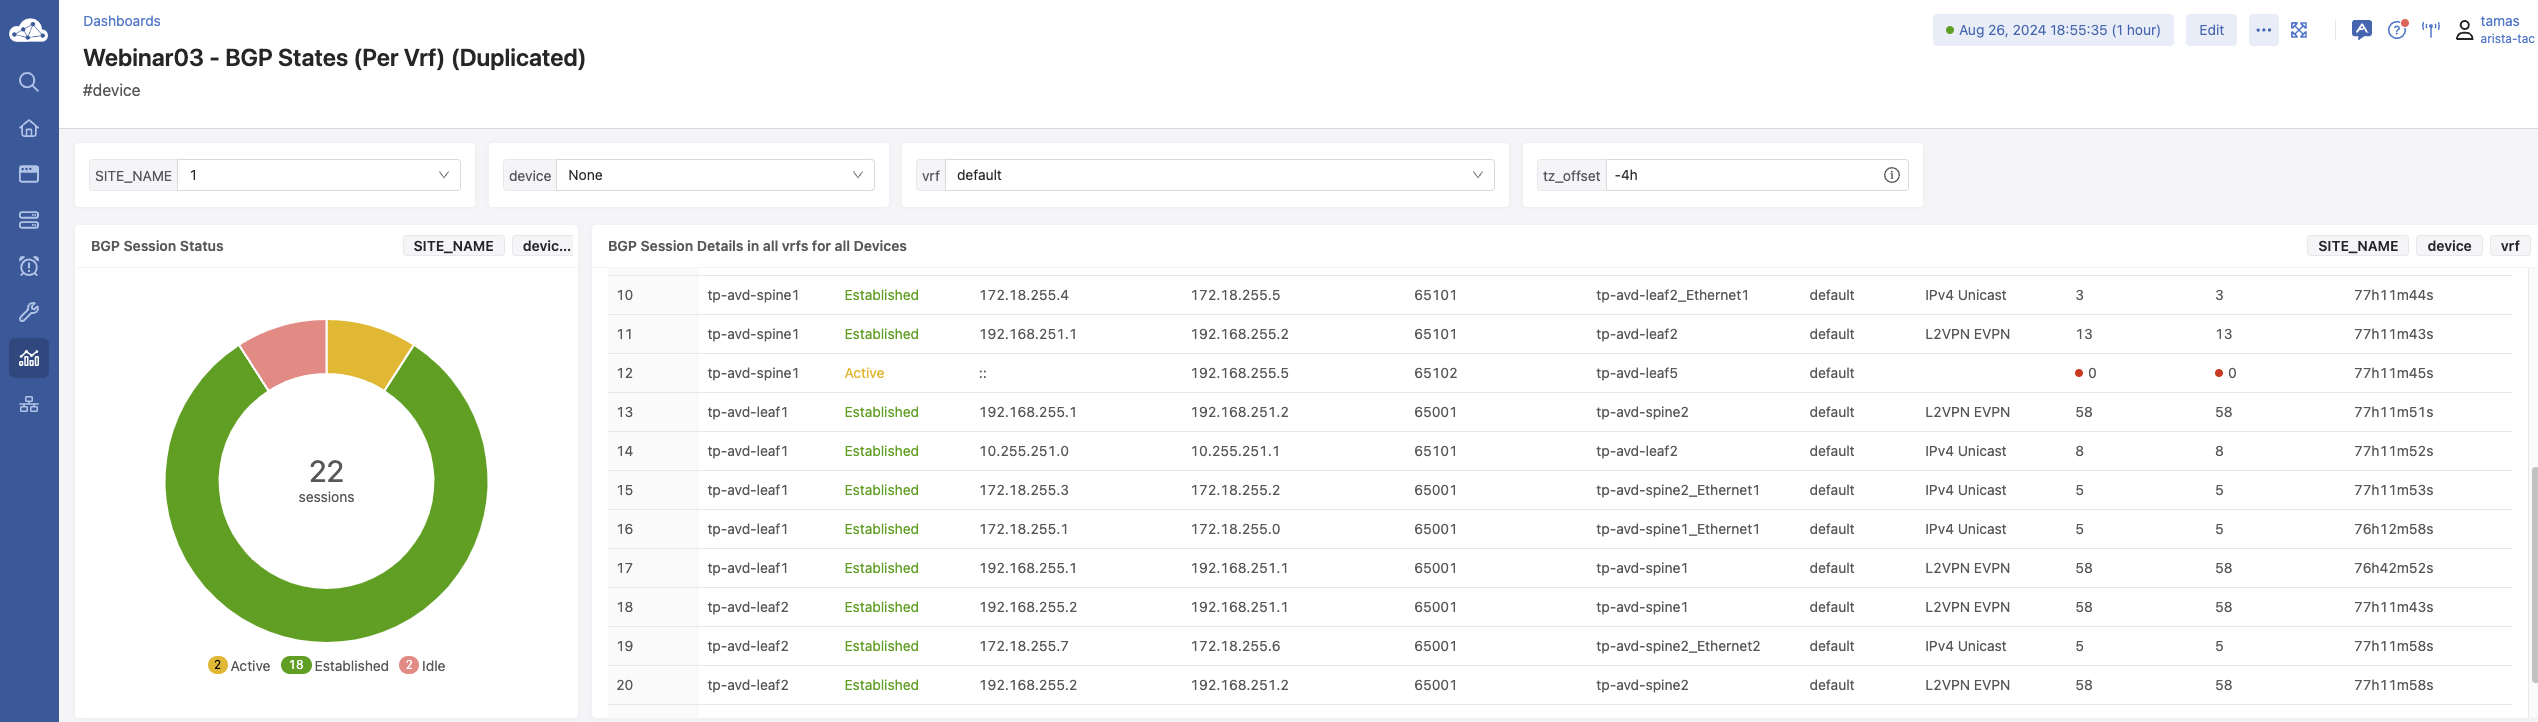 Dashboards
Webinar03 - BGP States (Per Vrf) (Duplicated)
#device
Aug 26, 2024 18:55:35 (1 hour)
Edit
tamas
arista-tac
SITE_NAME 1
device None
vrf default
tz_offset -4h
BGP Session Status SITE_NAME devic...
22
sessions
2 Active 18 Established 2 Idle
BGP Session Details in all vrfs for all Devices SITE_NAME device vrf
10 tp-avd-spine1 Established 172.18.255.4 172.18.255.5 65101 tp-avd-leaf2_Ethernet1 default IPv4 Unicast 3 3 77h11m44s
11 tp-avd-spine1 Established 192.168.251.1 192.168.255.2 65101 tp-avd-leaf2 default L2VPN EVPN 13 13 77h11m43s
12 tp-avd-spine1 Active :: 192.168.255.5 65102 tp-avd-leaf5 default 0 0 77h11m45s
13 tp-avd-leaf1 Established 192.168.255.1 192.168.251.2 65001 tp-avd-spine2 default L2VPN EVPN 58 58 77h11m51s
14 tp-avd-leaf1 Established 10.255.251.0 10.255.251.1 65101 tp-avd-leaf2 default IPv4 Unicast 8 8 77h11m52s
15 tp-avd-leaf1 Established 172.18.255.3 172.18.255.2 65001 tp-avd-spine2_Ethernet1 default IPv4 Unicast 5 5 77h11m53s
16 tp-avd-leaf1 Established 172.18.255.1 172.18.255.0 65001 tp-avd-spine1_Ethernet1 default IPv4 Unicast 5 5 76h12m58s
17 tp-avd-leaf1 Established 192.168.255.1 192.168.251.1 65001 tp-avd-spine1 default L2VPN EVPN 58 58 76h42m52s
18 tp-avd-leaf2 Established 192.168.255.2 192.168.251.1 65001 tp-avd-spine1 default L2VPN EVPN 58 58 77h11m43s
19 tp-avd-leaf2 Established 172.18.255.7 172.18.255.6 65001 tp-avd-spine2_Ethernet2 default IPv4 Unicast 5 5 77h11m58s
20 tp-avd-leaf2 Established 192.168.255.2 192.168.251.2 65001 tp-avd-spine2 default L2VPN EVPN 58 58 77h11m58s